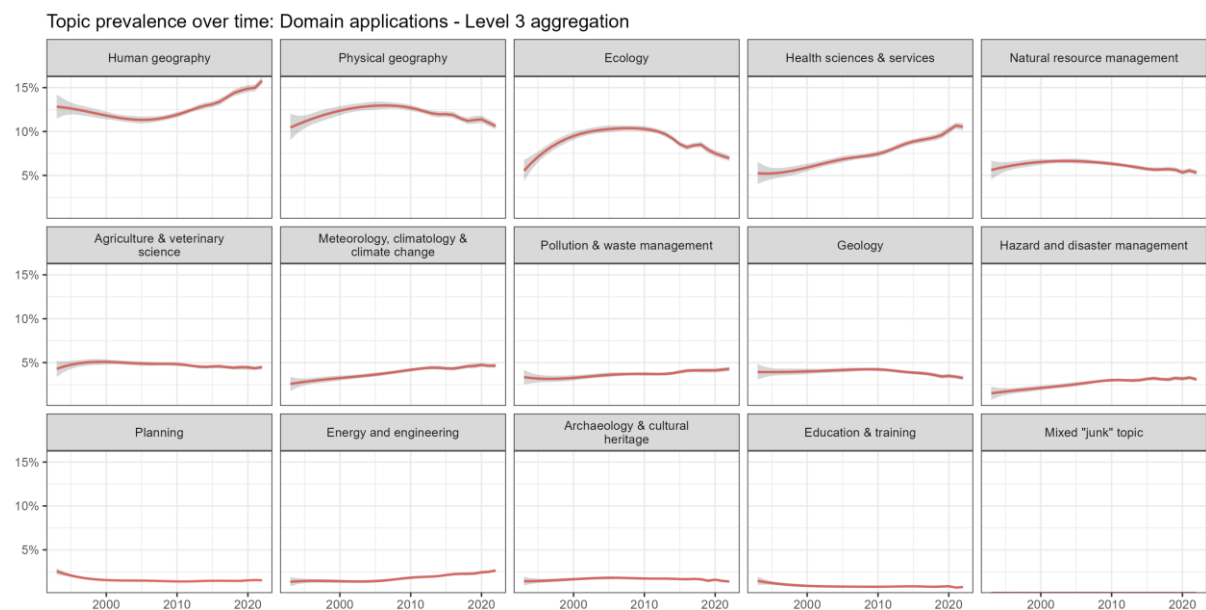 Topic prevalence over time: Domain applications - Level 3 aggregation
Human geography
Physical geography
Ecology
Health sciences & services
Natural resource management
15%
10%
5%
Agriculture & veterinary
science
Meteorology, climatology &
climate change
Pollution & waste management
Geology
Hazard and disaster management
15%
10%
5%
Planning
Energy and engineering
Archaeology & cultural
heritage
Education & training
Mixed "junk" topic
15%
10%
5%
2000 2010 2020
2000 2010 2020
2000 2010 2020
2000 2010 2020
2000 2010 2020